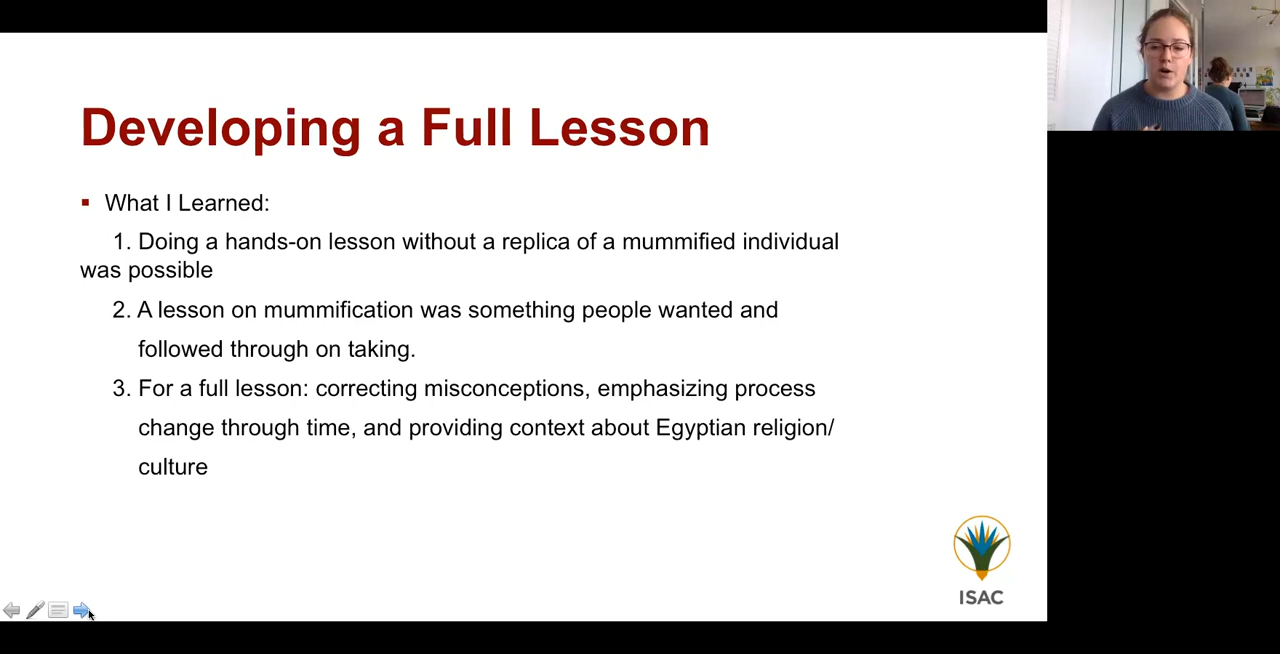 Developing a Full Lesson
▪ What I Learned:
1. Doing a hands-on lesson without a replica of a mummified individual
was possible
2. A lesson on mummification was something people wanted and
followed through on taking.
3. For a full lesson: correcting misconceptions, emphasizing process
change through time, and providing context about Egyptian religion/
culture
ISAC